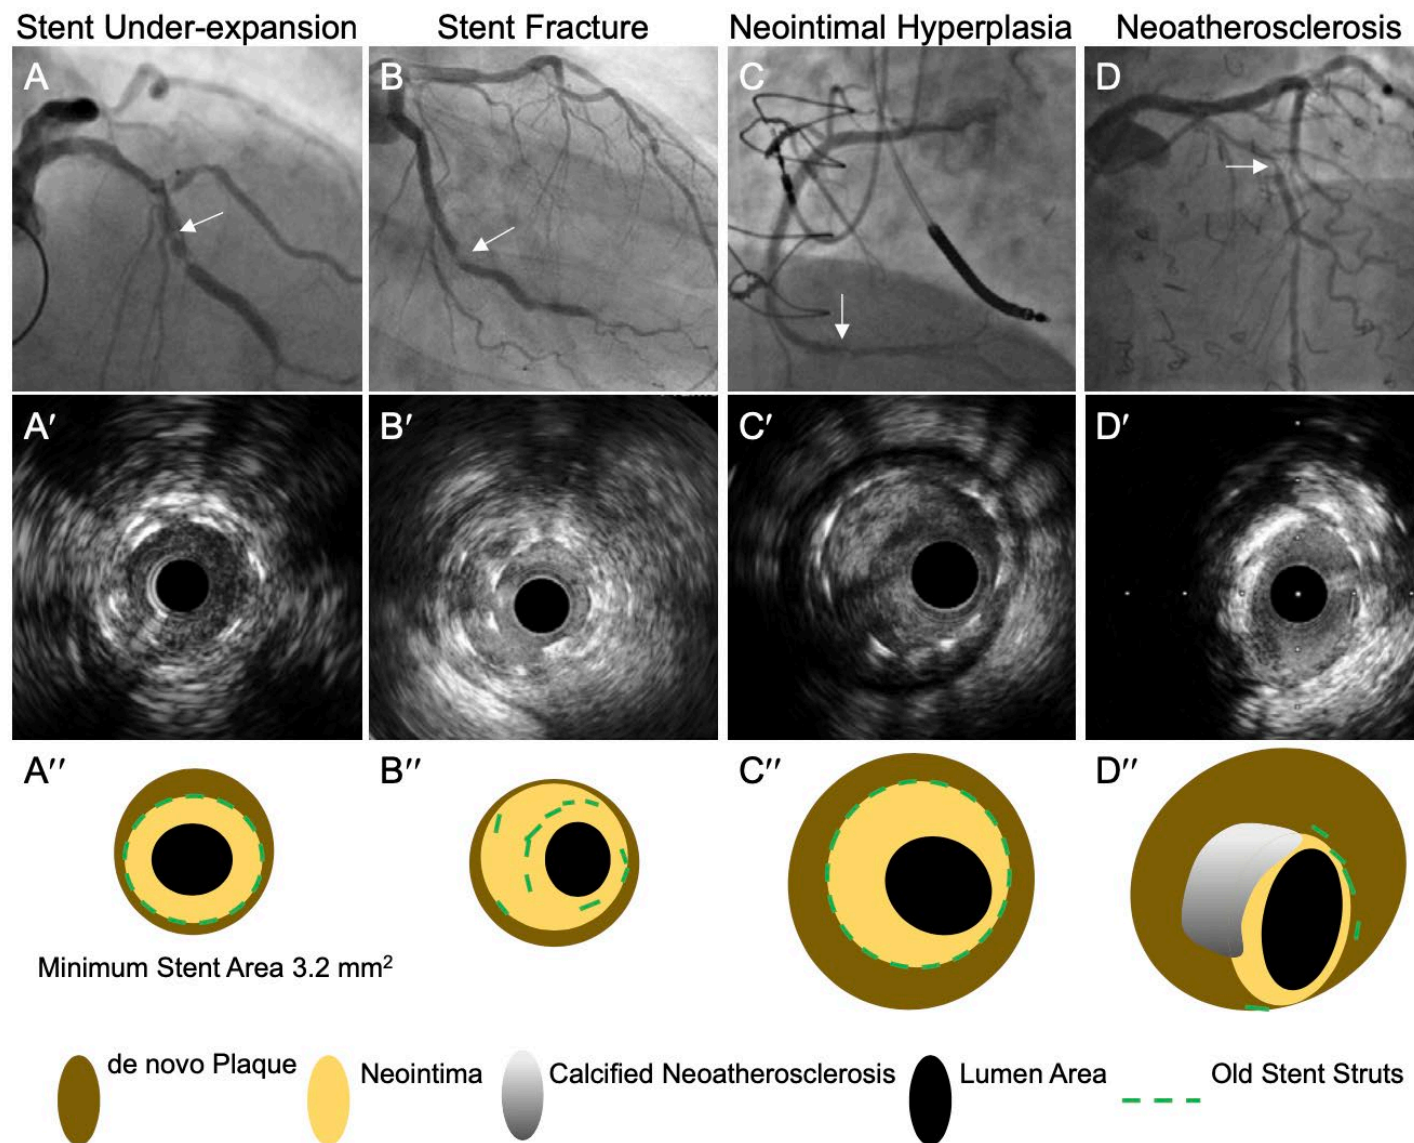 Stent Under-expansion
Stent Fracture
Neointimal Hyperplasia
Neoatherosclerosis
A
B
C
D
A′
B′
C′
D′
A′′
B′′
C′′
D′′
Minimum Stent Area 3.2 mm²
de novo Plaque
Neointima
Calcified Neoatherosclerosis
Lumen Area
Old Stent Struts